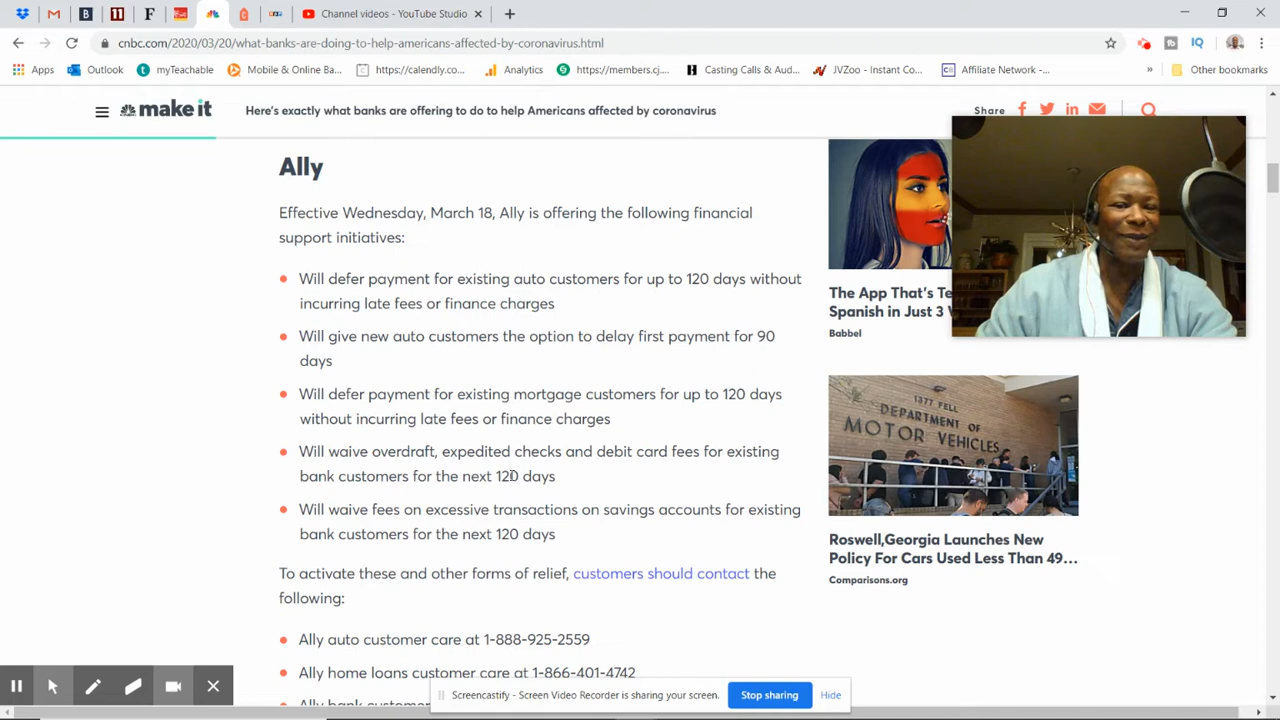 Channel videos - YouTube Studio
cnbc.com/2020/03/20/what-banks-are-doing-to-help-americans-affected-by-coronavirus.html
Apps
Outlook
myTeachable
Mobile & Online Ba...
https://calendly.co...
Analytics
https://members.cj....
Casting Calls & Aud...
JVZoo - Instant Co...
Affiliate Network -...
»
Other bookmarks
make it
Here's exactly what banks are offering to do to help Americans affected by coronavirus
Share
Ally
Effective Wednesday, March 18, Ally is offering the following financial
support initiatives:
Will defer payment for existing auto customers for up to 120 days without
incurring late fees or finance charges
Will give new auto customers the option to delay first payment for 90
days
Will defer payment for existing mortgage customers for up to 120 days
without incurring late fees or finance charges
Will waive overdraft, expedited checks and debit card fees for existing
bank customers for the next 120 days
Will waive fees on excessive transactions on savings accounts for existing
bank customers for the next 120 days
To activate these and other forms of relief, customers should contact the
following:
Ally auto customer care at 1-888-925-2559
Ally home loans customer care at 1-866-401-4742
Ally bank customer
The App That's Te
Spanish in Just 3
Babbel
1377 FELL
DEPARTMENT OF
MOTOR VEHICLES
Roswell,Georgia Launches New
Policy For Cars Used Less Than 49...
Comparisons.org
Screencastify - Screen Video Recorder is sharing your screen.
Stop sharing
Hide